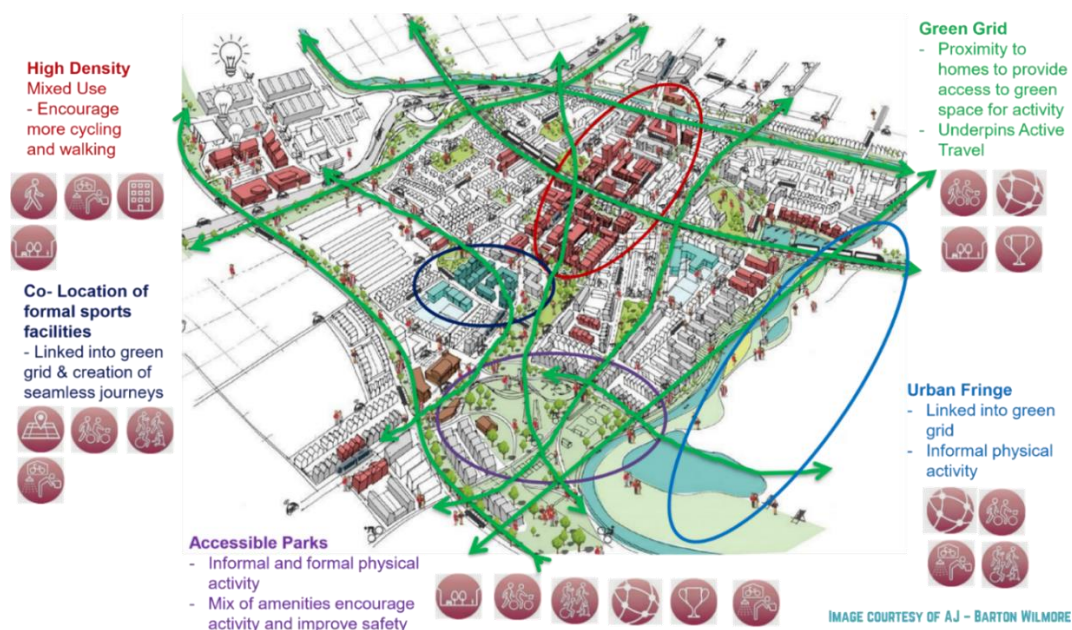 High Density
Mixed Use
- Encourage
more cycling
and walking
Co- Location of
formal sports
facilities
- Linked into green
grid & creation of
seamless journeys
Accessible Parks
- Informal and formal physical
activity
- Mix of amenities encourage
activity and improve safety
Green Grid
- Proximity to
homes to provide
access to green
space for activity
- Underpins Active
Travel
Urban Fringe
- Linked into green
grid
- Informal physical
activity
IMAGE COURTESY OF AJ – BARTON WILMORE